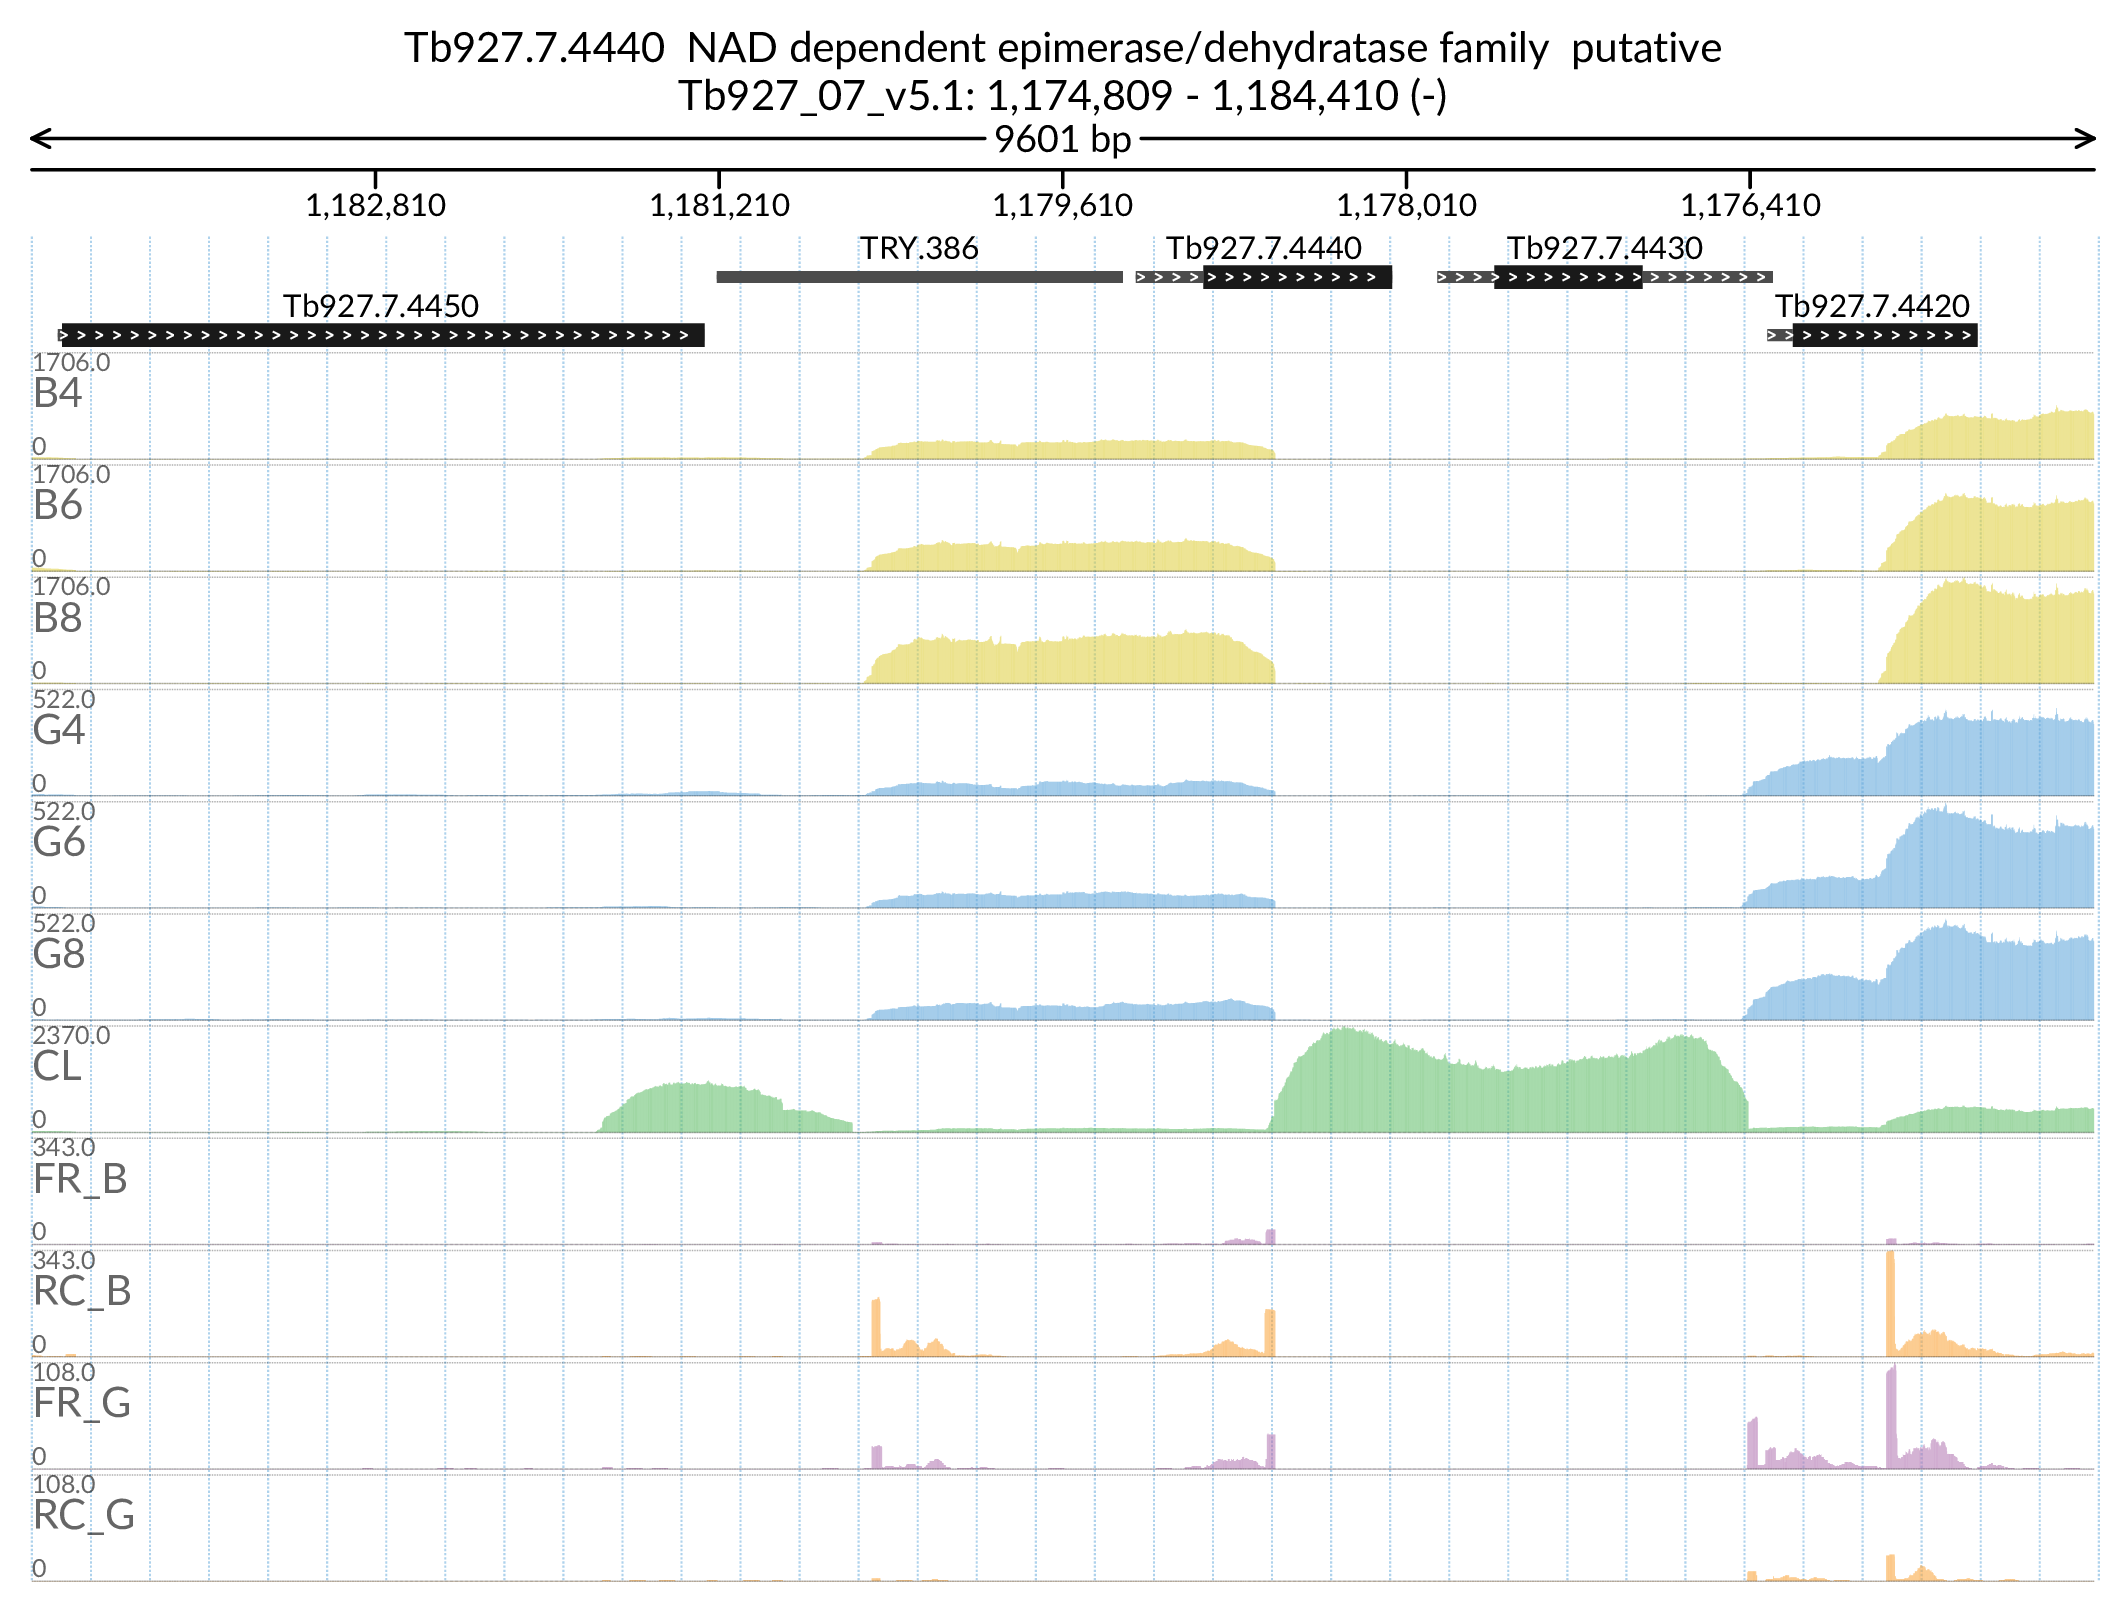 Tb927.7.4440  NAD dependent epimerase/dehydratase family  putative
Tb927_07_v5.1: 1,174,809 - 1,184,410 (-)
9601 bp
1,182,810 1,181,210 1,179,610 1,178,010 1,176,410
TRY.386 Tb927.7.4440 Tb927.7.4430
Tb927.7.4450 Tb927.7.4420
1706.0
B4
0
1706.0
B6
0
1706.0
B8
0
522.0
G4
0
522.0
G6
0
522.0
G8
0
2370.0
CL
0
343.0
FR_B
0
343.0
RC_B
0
108.0
FR_G
0
108.0
RC_G
0